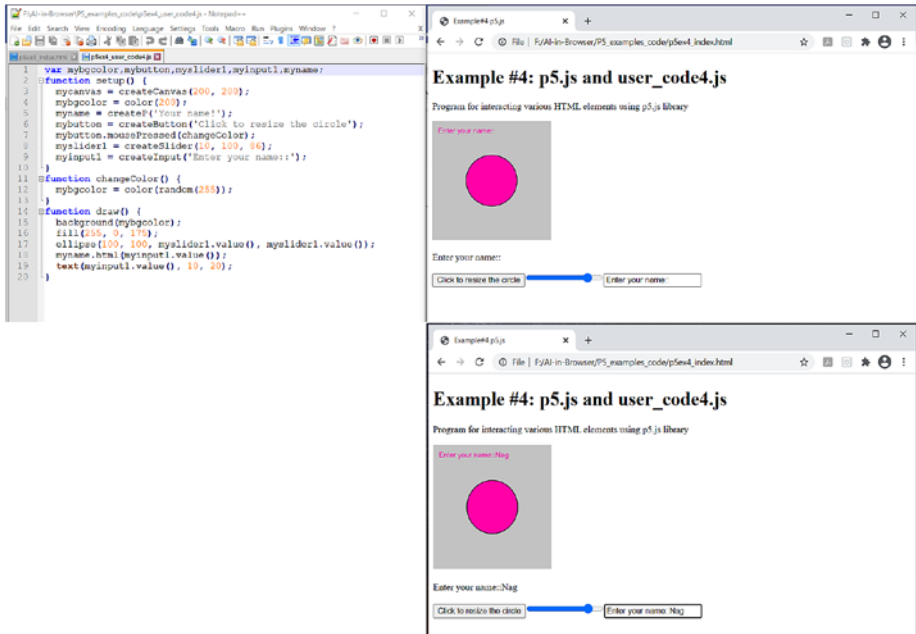 F:\AI-in-Browser\P5_examples_code\p5ex4_user_code4.js - Notepad++
File Edit Search View Encoding Language Settings Tools Macro Run Plugins Window ?
p5ex4_index.html p5ex4_user_code4.js
1 var mybgcolor,mybutton,myslider1,myinput1,myname;
2 function setup() {
3 mycanvas = createCanvas(200, 200);
4 mybgcolor = color(200);
5 myname = createP('Your name!');
6 mybutton = createButton('Click to resize the circle');
7 mybutton.mousePressed(changeColor);
8 myslider1 = createSlider(10, 100, 86);
9 myinput1 = createInput('Enter your name::');
10 }
11 function changeColor() {
12 mybgcolor = color(random(255));
13 }
14 function draw() {
15 background(mybgcolor);
16 fill(255, 0, 175);
17 ellipse(100, 100, myslider1.value(), myslider1.value());
18 myname.html(myinput1.value());
19 text(myinput1.value(), 10, 20);
20 }
Example#4 p5.js
File | F:/AI-in-Browser/P5_examples_code/p5ex4_index.html
Example #4: p5.js and user_code4.js
Program for interacting various HTML elements using p5.js library
Enter your name::
Enter your name::
Click to resize the circle Enter your name::
Example#4 p5.js
File | F:/AI-in-Browser/P5_examples_code/p5ex4_index.html
Example #4: p5.js and user_code4.js
Program for interacting various HTML elements using p5.js library
Enter your name::Nag
Enter your name::Nag
Click to resize the circle Enter your name::Nag